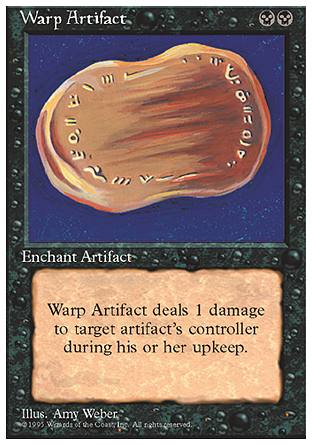 Warp Artifact
Enchant Artifact
Warp Artifact deals 1 damage
to target artifact's controller
during his or her upkeep.
Illus. Amy Weber
© 1995 Wizards of the Coast, Inc. All rights reserved.